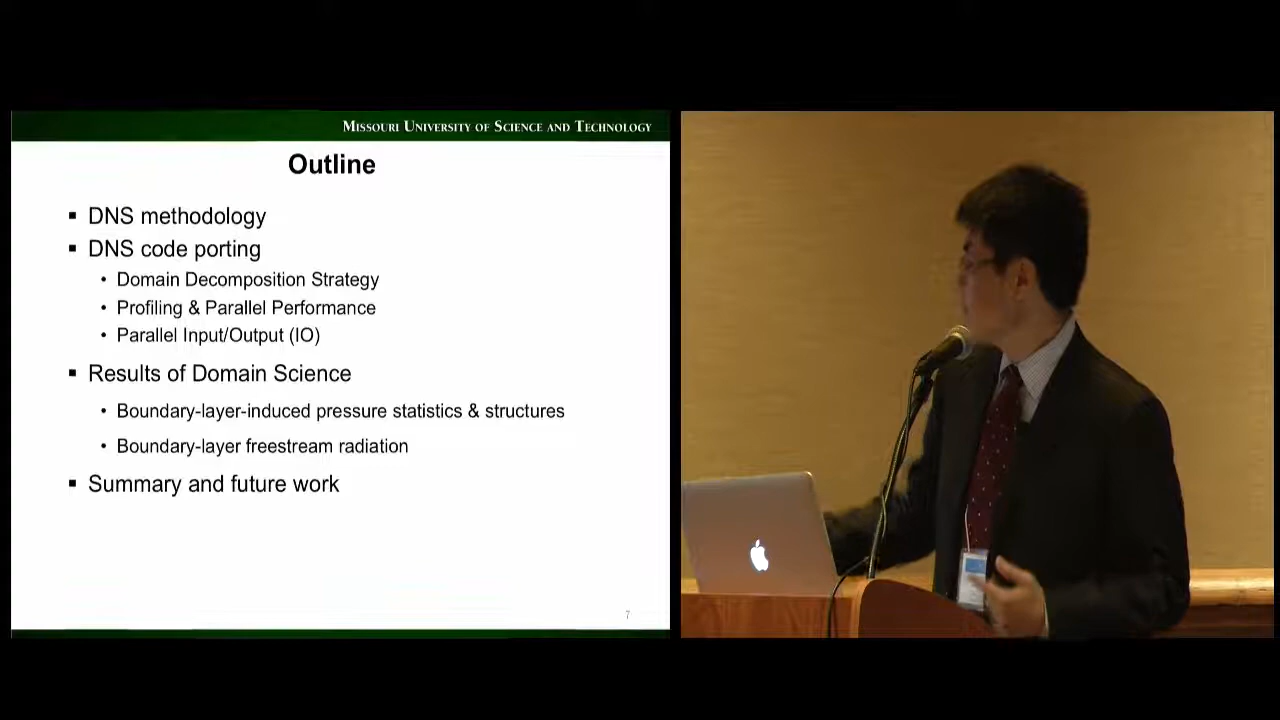 MISSOURI UNIVERSITY OF SCIENCE AND TECHNOLOGY
Outline
▪ DNS methodology
▪ DNS code porting
• Domain Decomposition Strategy
• Profiling & Parallel Performance
• Parallel Input/Output (IO)
▪ Results of Domain Science
• Boundary-layer-induced pressure statistics & structures
• Boundary-layer freestream radiation
▪ Summary and future work
7